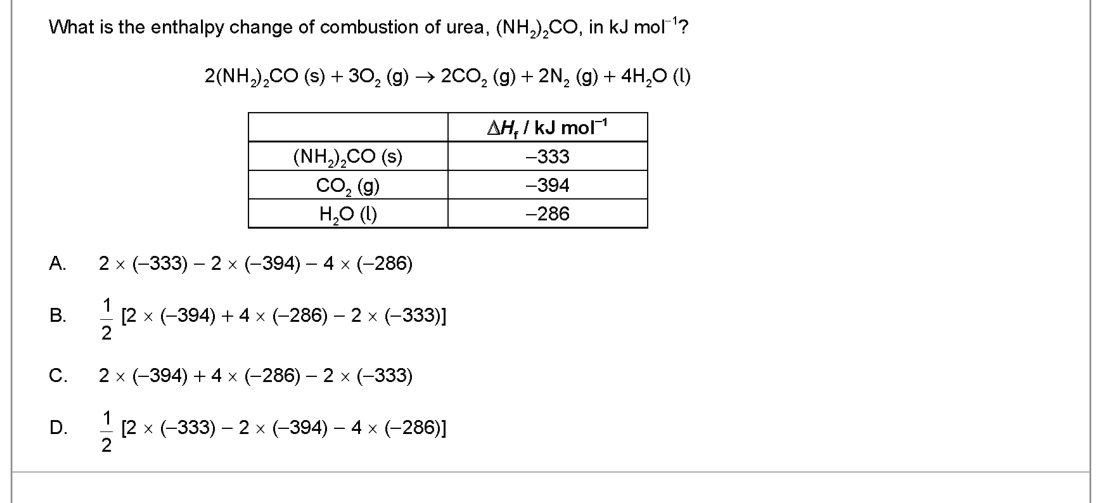 What is the enthalpy change of combustion of urea, (NH₂)₂CO, in kJ mol⁻¹?
2(NH₂)₂CO (s) + 3O₂ (g) → 2CO₂ (g) + 2N₂ (g) + 4H₂O (l)
ΔH_f / kJ mol⁻¹
(NH₂)₂CO (s) –333
CO₂ (g) –394
H₂O (l) –286
A. 2 × (–333) – 2 × (–394) – 4 × (–286)
B. 1/2 [2 × (–394) + 4 × (–286) – 2 × (–333)]
C. 2 × (–394) + 4 × (–286) – 2 × (–333)
D. 1/2 [2 × (–333) – 2 × (–394) – 4 × (–286)]